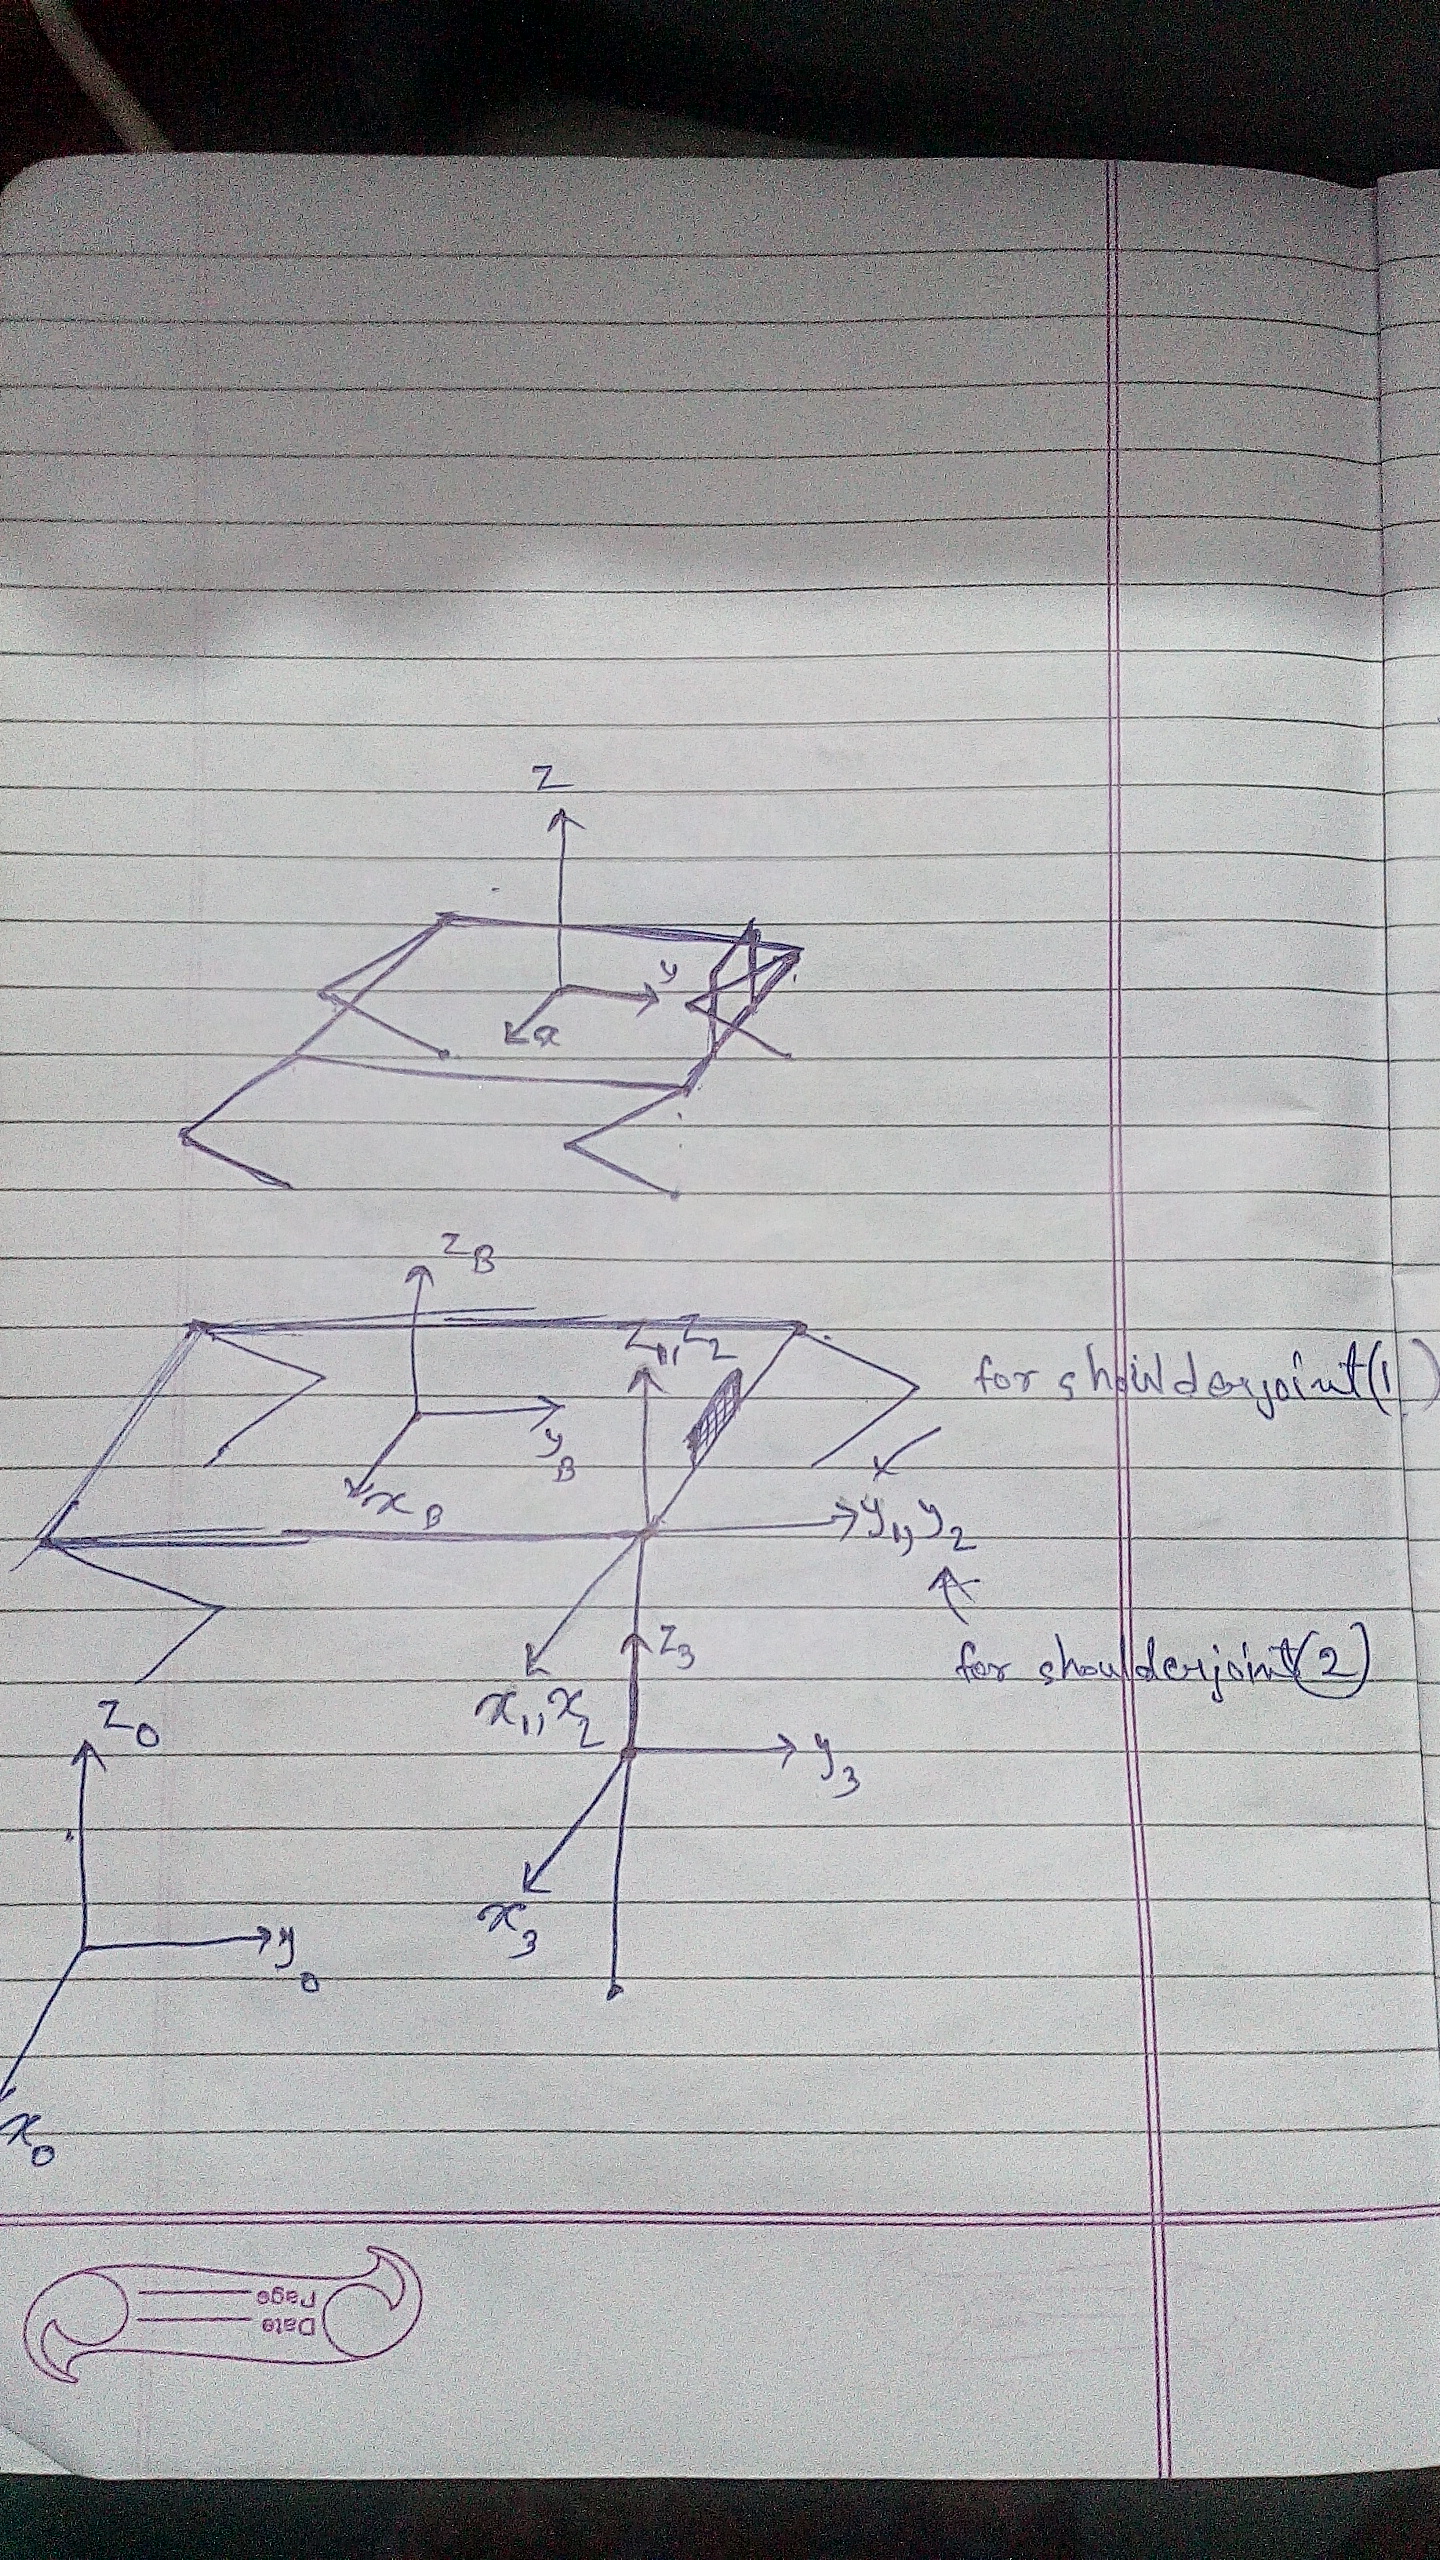 z
y
x
z_B
z_1, z_2
for shoulderjoint(1)
y_B
x_B
y_1, y_2
z_3
for shoulderjoint(2)
x_1, x_2
z_0
y_3
x_3
y_0
x_0
Page
Date